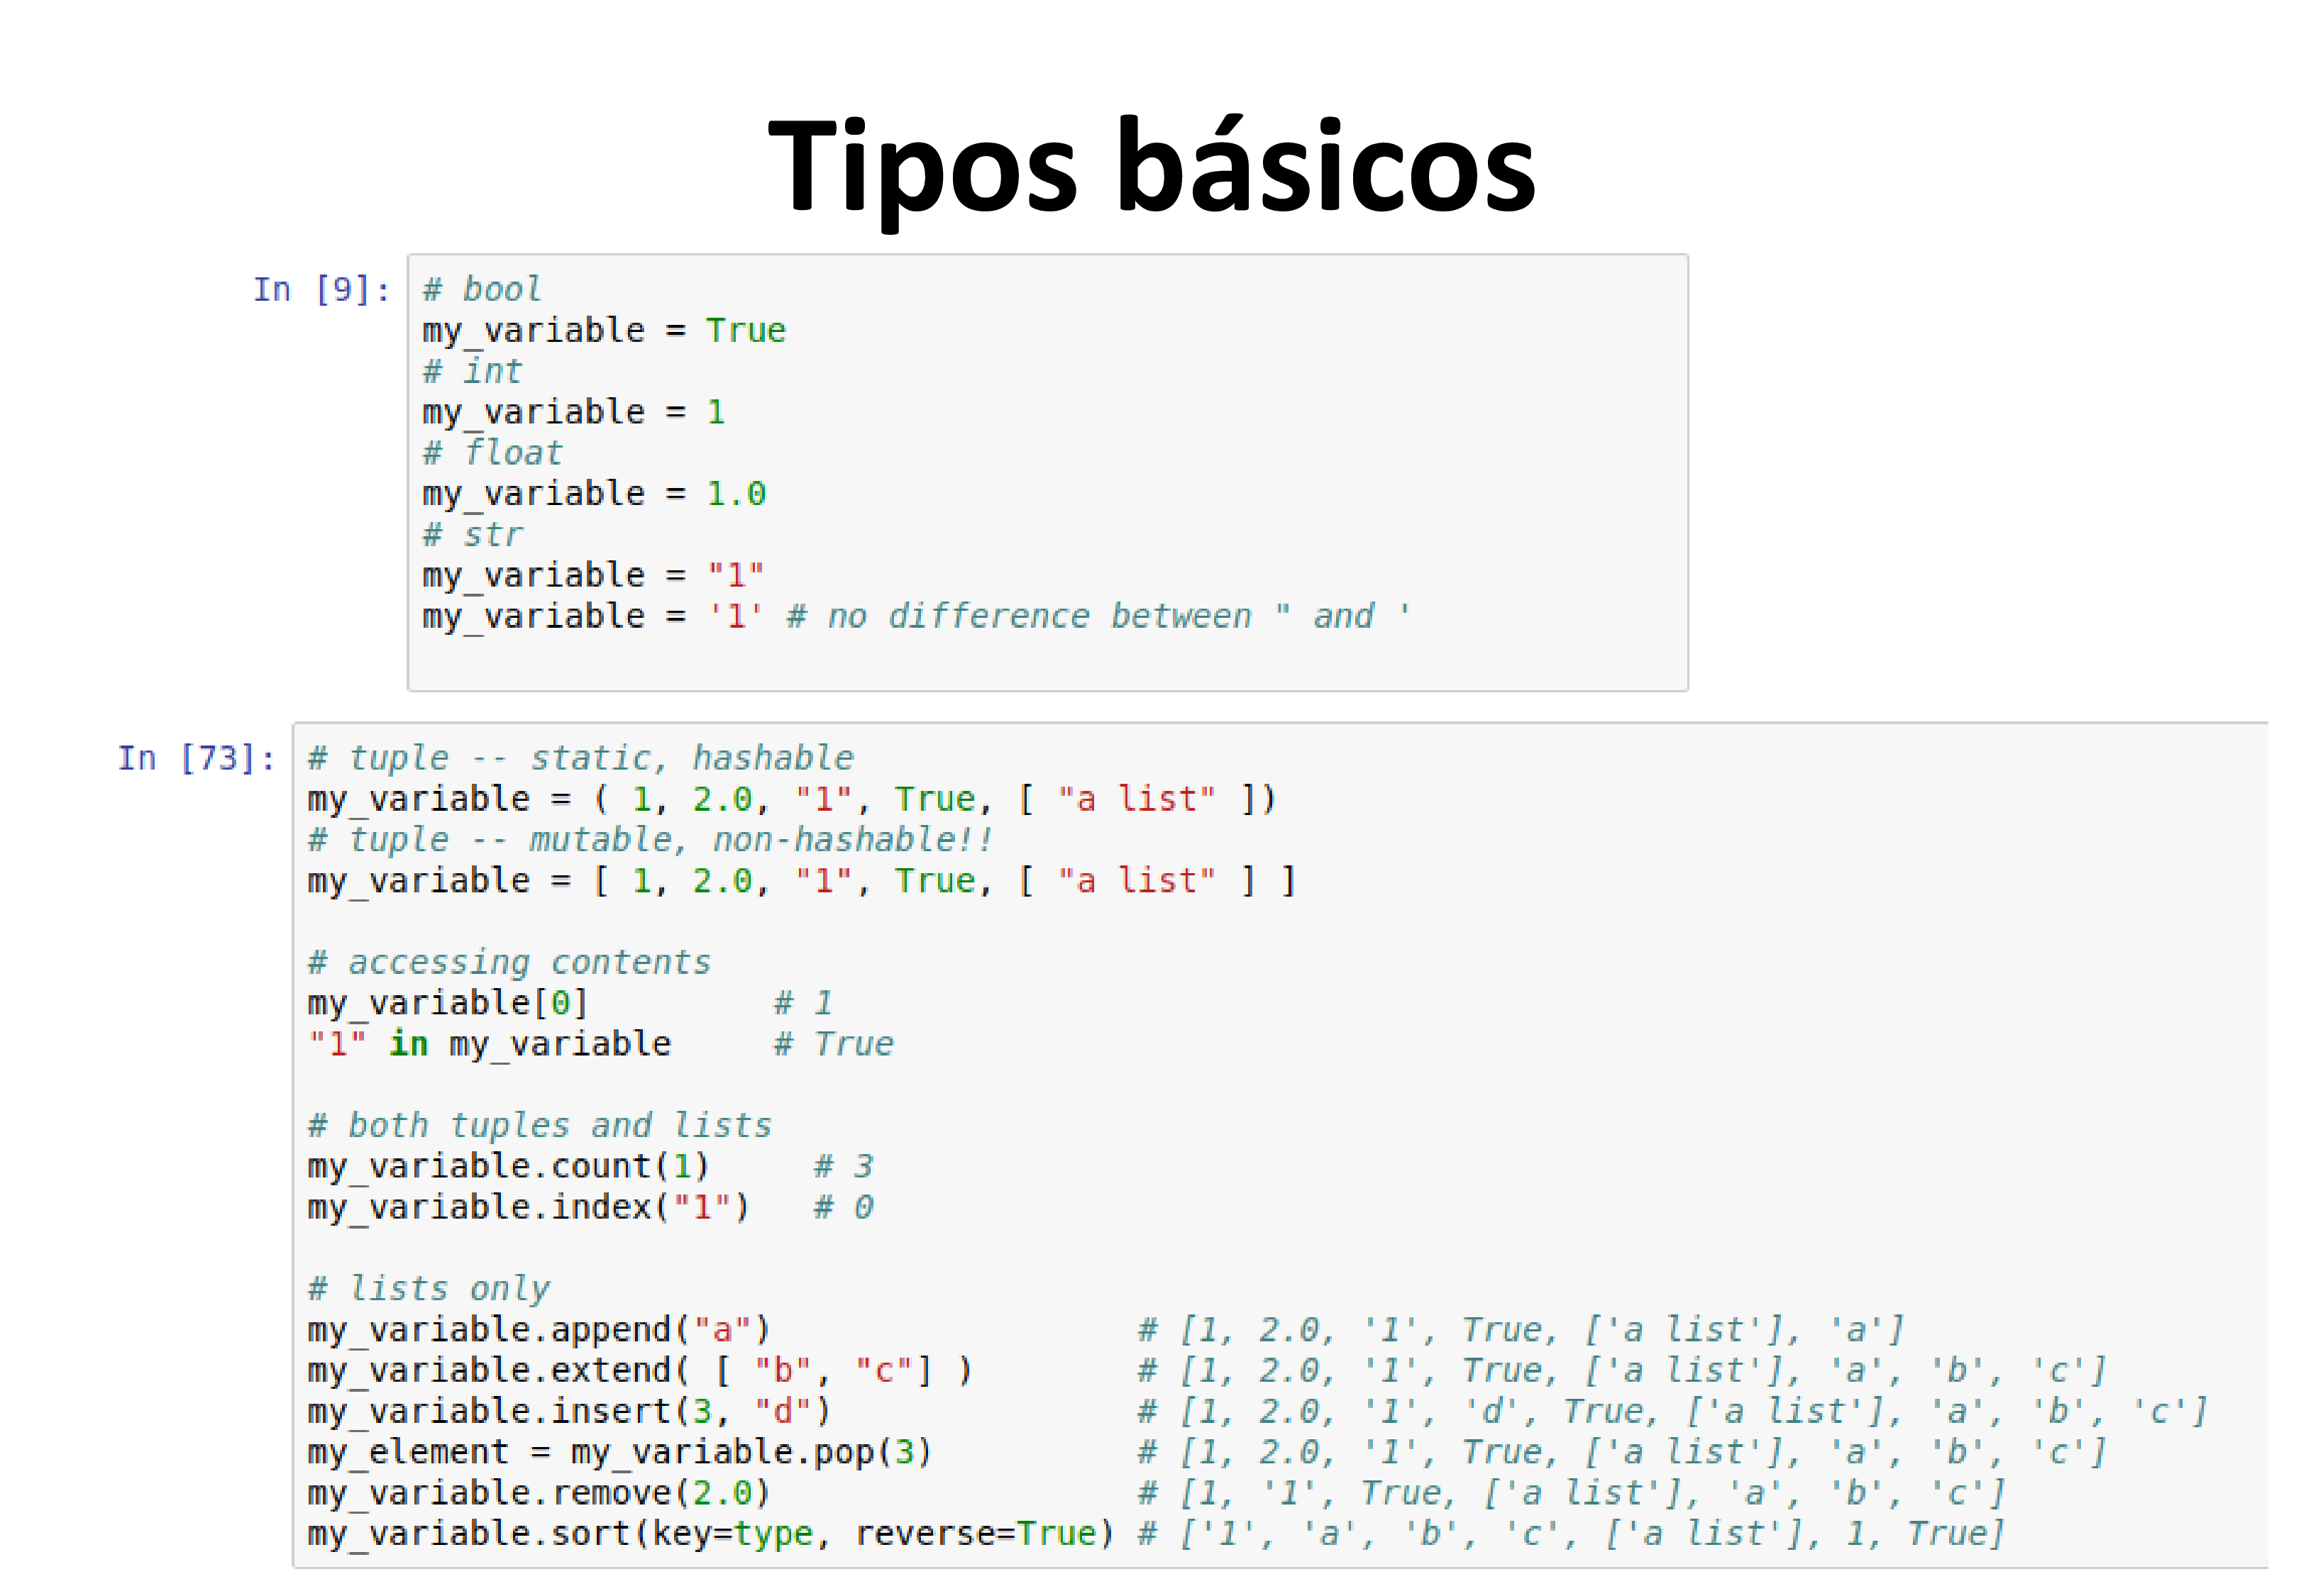 Tipos básicos
In [9]: # bool
my_variable = True
# int
my_variable = 1
# float
my_variable = 1.0
# str
my_variable = "1"
my_variable = '1' # no difference between " and '
In [73]: # tuple -- static, hashable
my_variable = ( 1, 2.0, "1", True, [ "a list" ])
# tuple -- mutable, non-hashable!!
my_variable = [ 1, 2.0, "1", True, [ "a list" ] ]
# accessing contents
my_variable[0]         # 1
"1" in my_variable     # True
# both tuples and lists
my_variable.count(1)     # 3
my_variable.index("1")   # 0
# lists only
my_variable.append("a")                  # [1, 2.0, '1', True, ['a list'], 'a']
my_variable.extend( [ "b", "c"] )        # [1, 2.0, '1', True, ['a list'], 'a', 'b', 'c']
my_variable.insert(3, "d")               # [1, 2.0, '1', 'd', True, ['a list'], 'a', 'b', 'c']
my_element = my_variable.pop(3)          # [1, 2.0, '1', True, ['a list'], 'a', 'b', 'c']
my_variable.remove(2.0)                  # [1, '1', True, ['a list'], 'a', 'b', 'c']
my_variable.sort(key=type, reverse=True) # ['1', 'a', 'b', 'c', ['a list'], 1, True]